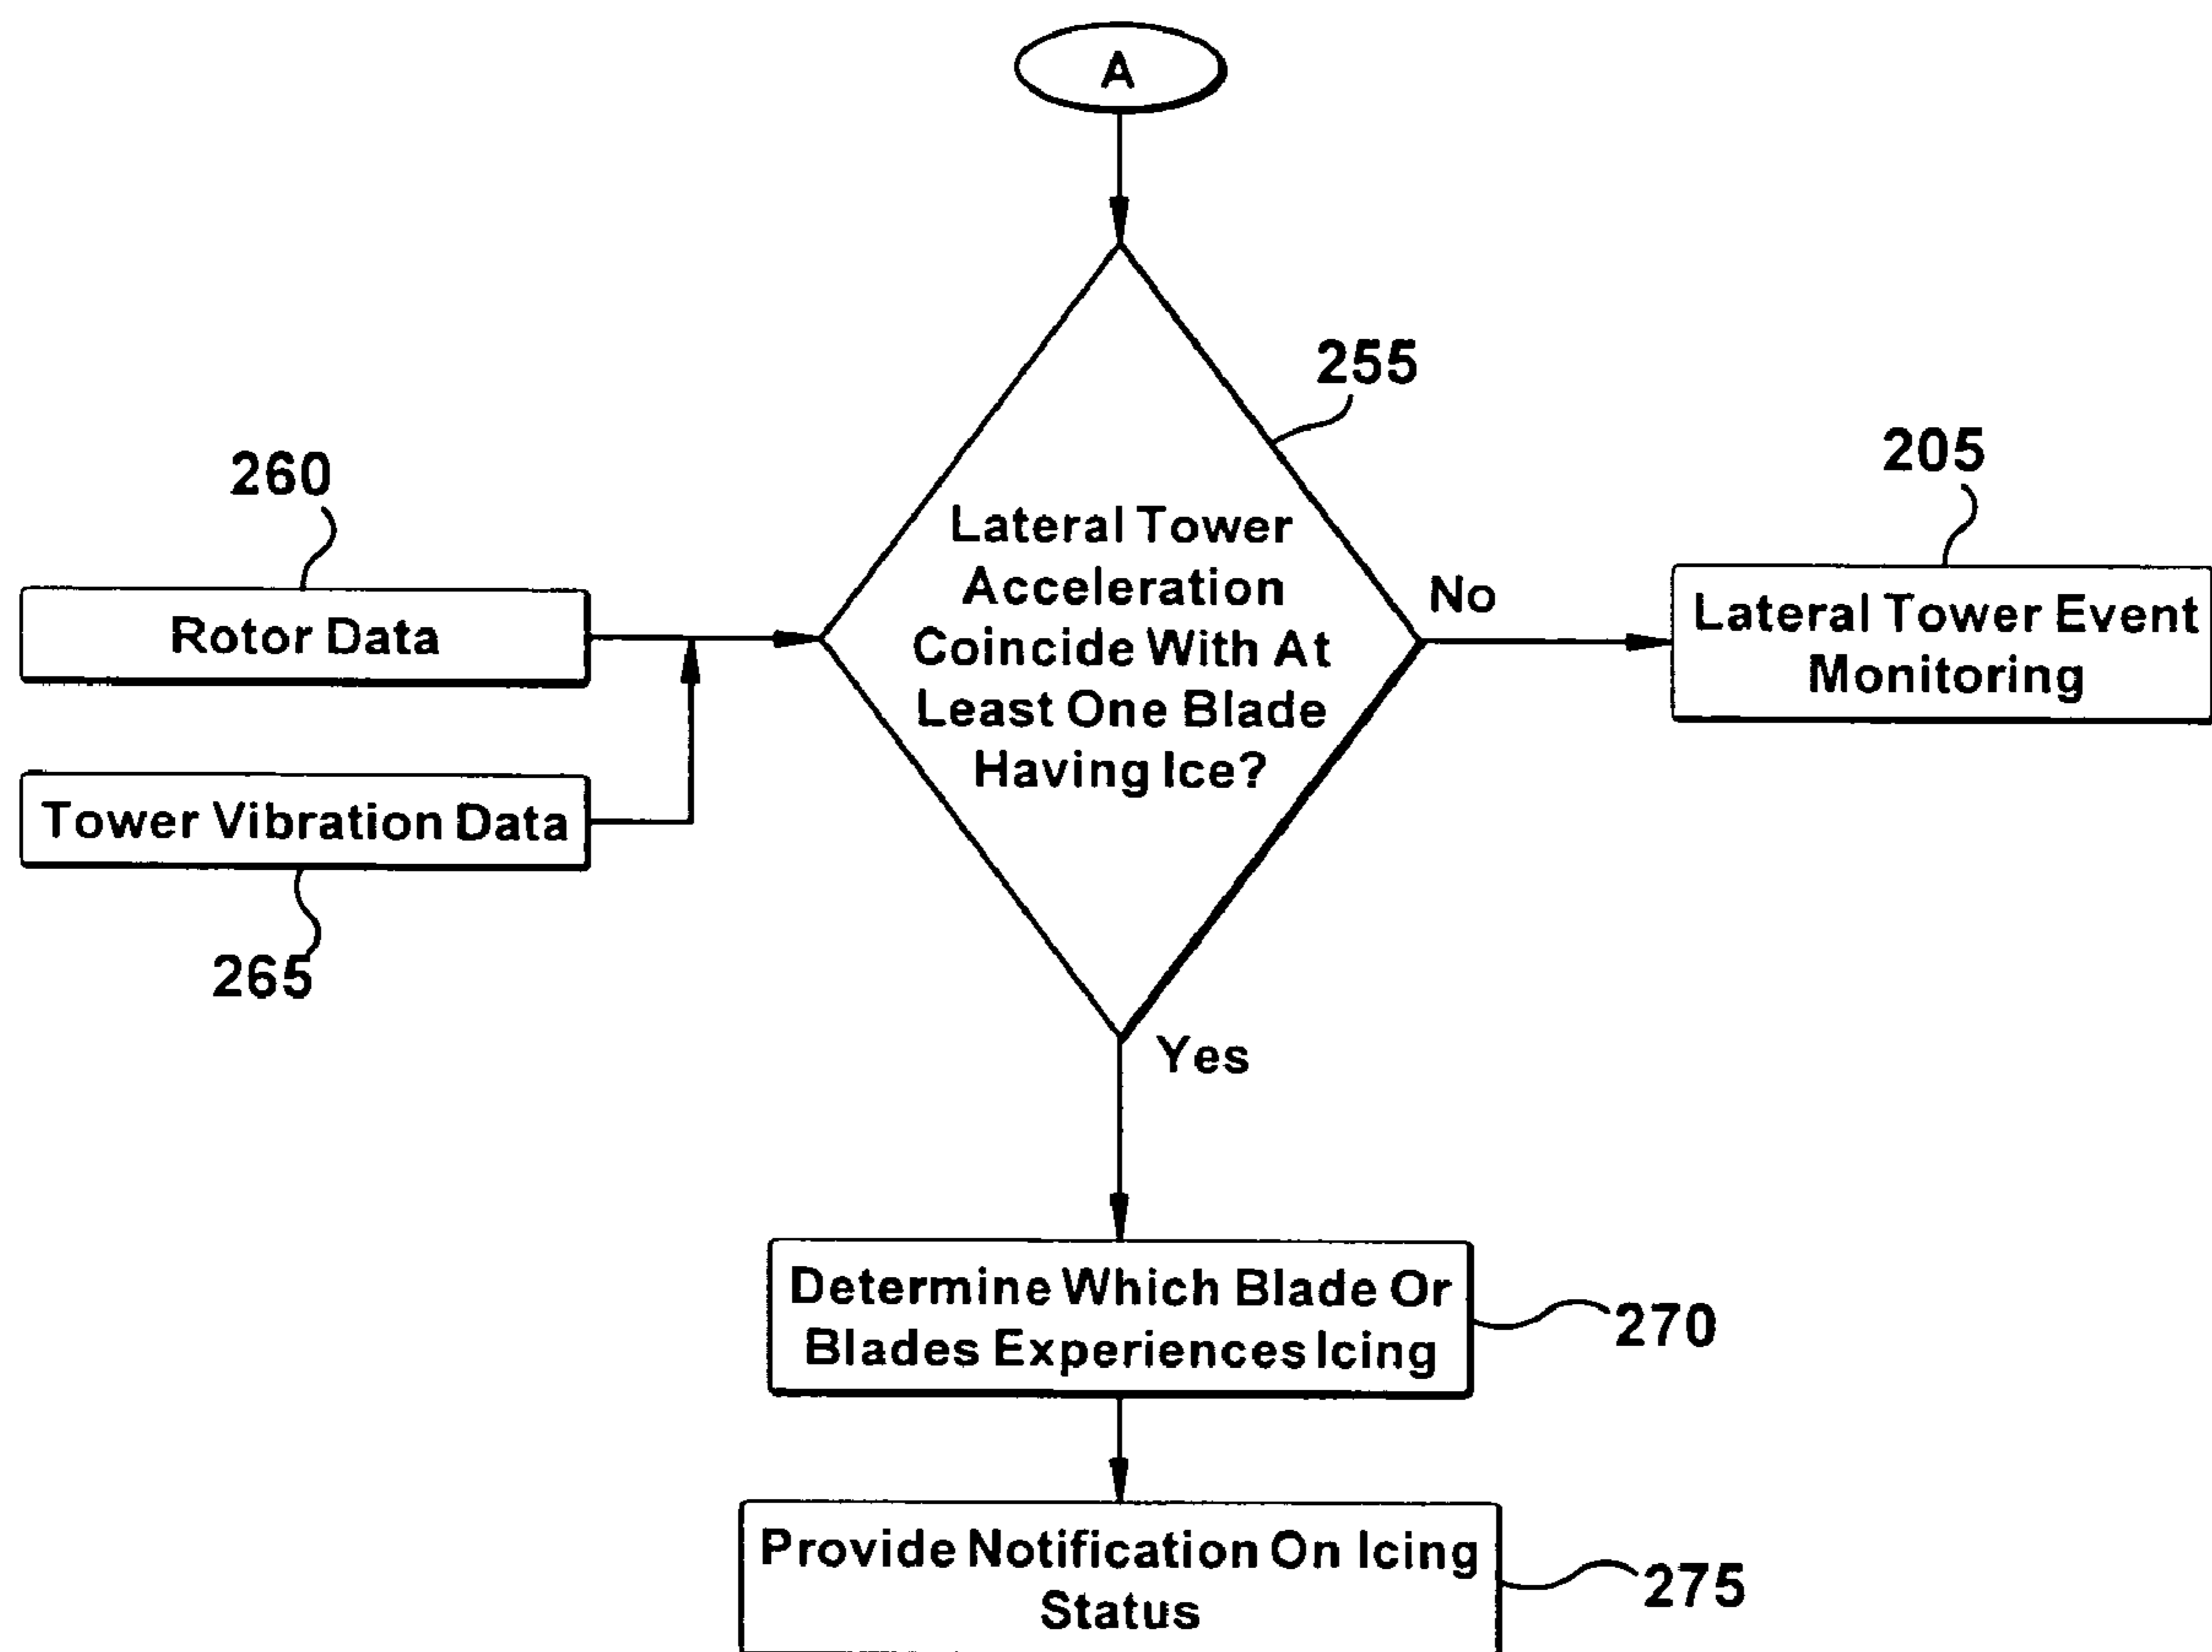 A
255
Lateral Tower
Acceleration
Coincide With At
Least One Blade
Having Ice?
260
Rotor Data
Tower Vibration Data
265
No
205
Lateral Tower Event
Monitoring
Yes
Determine Which Blade Or
Blades Experiences Icing
270
Provide Notification On Icing
Status
275